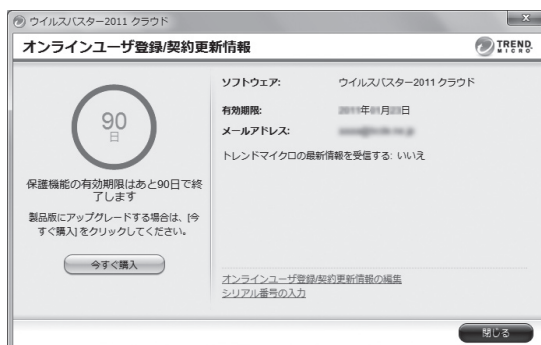 ウイルスバスター2011 クラウド
x
オンラインユーザ登録/契約更新情報
TREND
MICRO
90
日
保護機能の有効期限はあと90日で終
了します
製品版にアップグレードする場合は、[今
すぐ購入]をクリックしてください。
今すぐ購入
ソフトウェア: ウイルスバスター2011 クラウド
有効期限: 年 月 日
メールアドレス:
トレンドマイクロの最新情報を受信する: いいえ
オンラインユーザ登録/契約更新情報の編集
シリアル番号の入力
閉じる